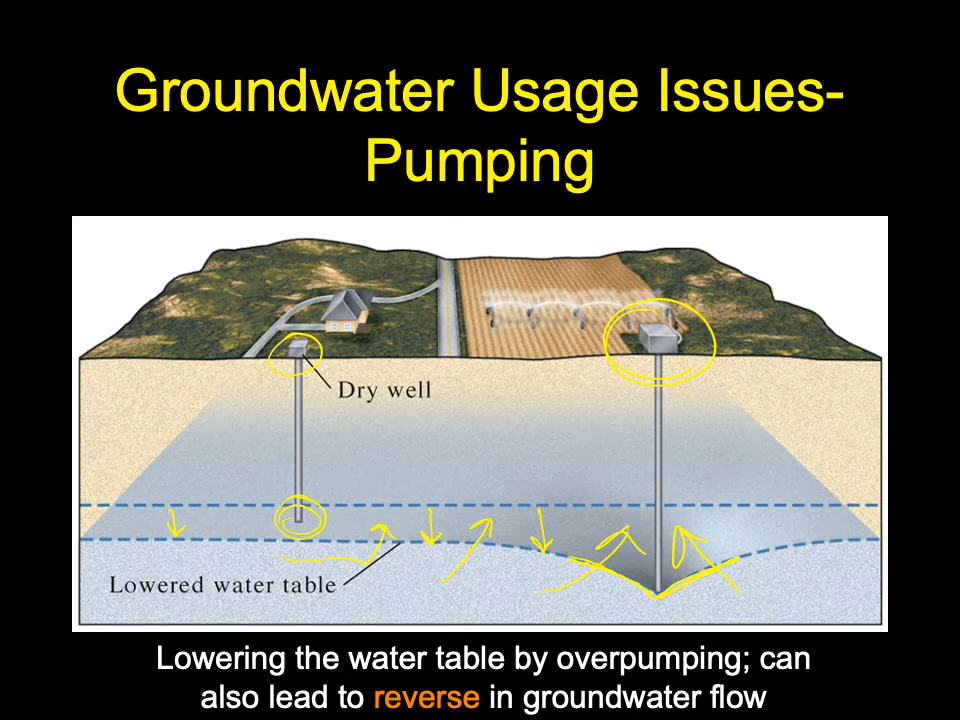 Groundwater Usage Issues-
Pumping
Dry well
Lowered water table
Lowering the water table by overpumping; can
also lead to reverse in groundwater flow